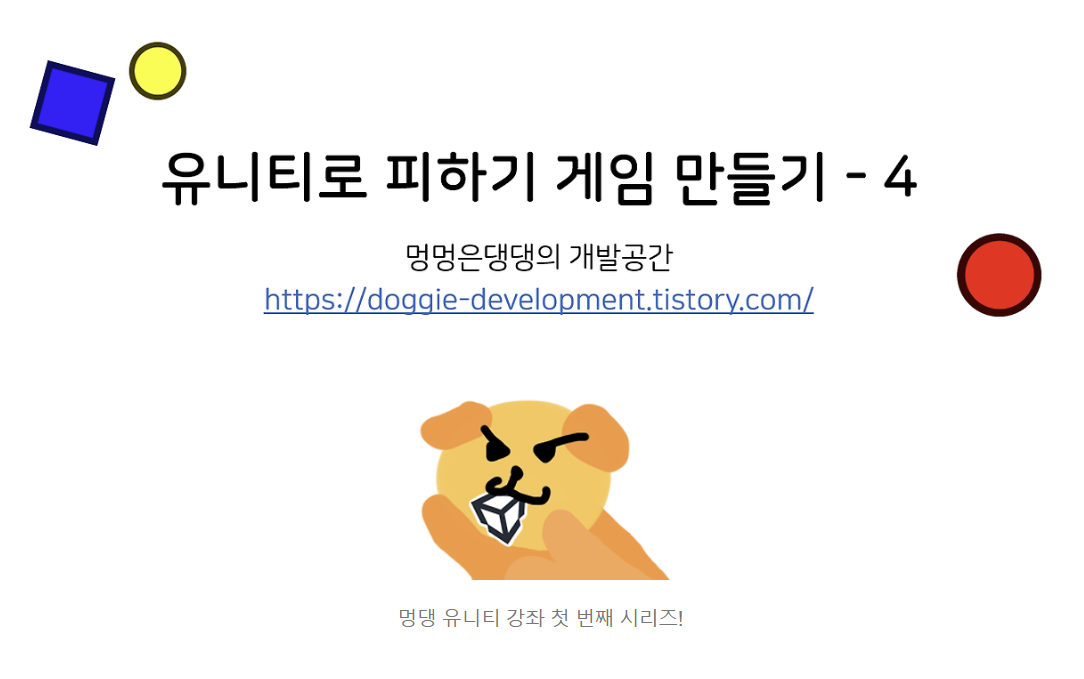 유니티로 피하기 게임 만들기 - 4
멍멍은댕댕의 개발공간
https://doggie-development.tistory.com/
멍댕 유니티 강좌 첫 번째 시리즈!